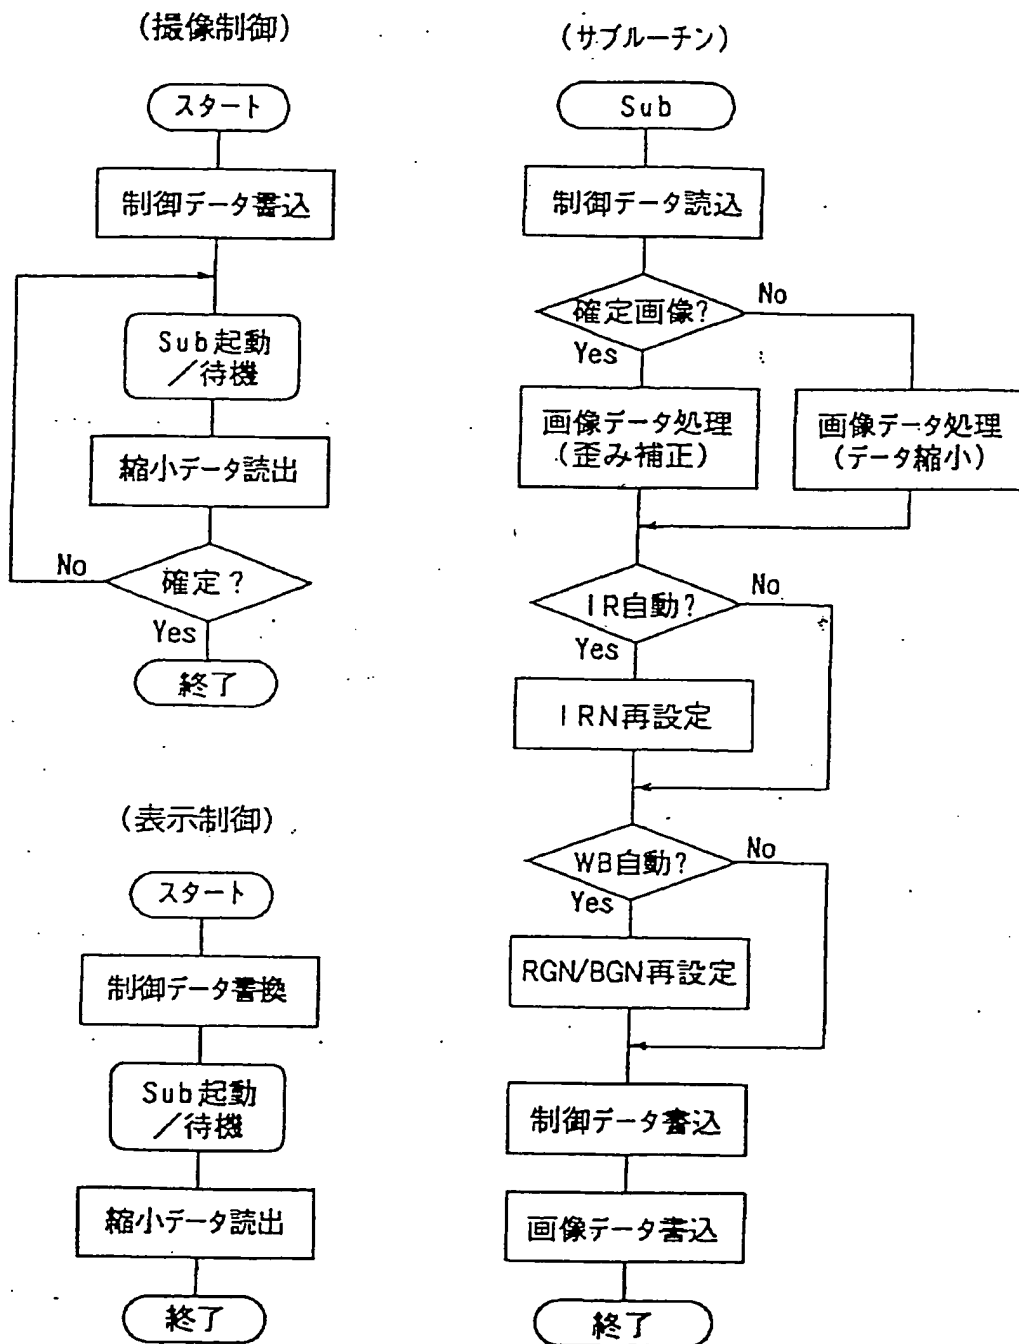 (撮像制御)
スタート
制御データ書込
Sub起動
/待機
縮小データ読出
確定?
No
Yes
終了
(表示制御)
スタート
制御データ書換
Sub起動
/待機
縮小データ読出
終了
(サブルーチン)
Sub
制御データ読込
確定画像?
No
Yes
画像データ処理
(歪み補正)
画像データ処理
(データ縮小)
IR自動?
No
Yes
IRN再設定
WB自動?
No
Yes
RGN/BGN再設定
制御データ書込
画像データ書込
終了